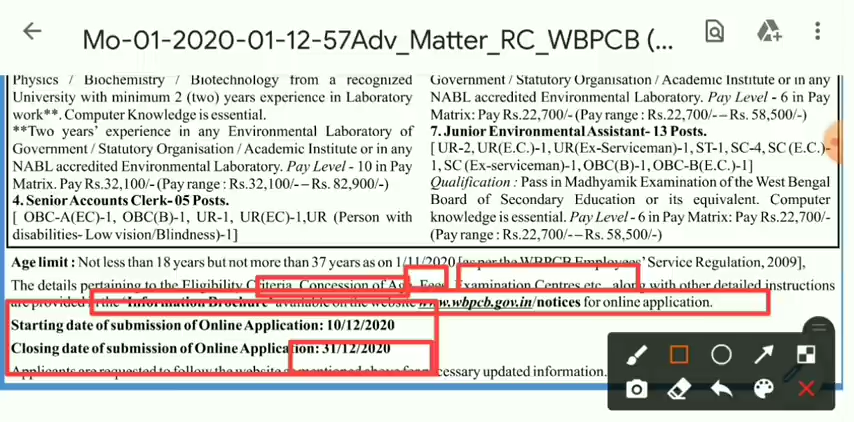 Mo-01-2020-01-12-57Adv_Matter_RC_WBPCB (...
Physics / Biochemistry / Biotechnology from a recognized
University with minimum 2 (two) years experience in Laboratory
work**. Computer Knowledge is essential.
**Two years' experience in any Environmental Laboratory of
Government / Statutory Organisation / Academic Institute or in any
NABL accredited Environmental Laboratory. Pay Level - 10 in Pay
Matrix. Pay Rs.32,100/- (Pay range : Rs.32,100/-–Rs. 82,900/-)
4. Senior Accounts Clerk- 05 Posts.
[ OBC-A(EC)-1, OBC(B)-1, UR-1, UR(EC)-1,UR (Person with
disabilities- Low vision/Blindness)-1]
Government / Statutory Organisation / Academic Institute or in any
NABL accredited Environmental Laboratory. Pay Level - 6 in Pay
Matrix: Pay Rs.22,700/- (Pay range : Rs.22,700/-–Rs. 58,500/-)
7. Junior Environmental Assistant- 13 Posts.
[ UR-2, UR(E.C.)-1, UR(Ex-Serviceman)-1, ST-1, SC-4, SC (E.C.)-
1, SC (Ex-serviceman)-1, OBC(B)-1, OBC-B(E.C.)-1]
Qualification : Pass in Madhyamik Examination of the West Bengal
Board of Secondary Education or its equivalent. Computer
knowledge is essential. Pay Level - 6 in Pay Matrix: Pay Rs.22,700/-
(Pay range : Rs.22,700/-–Rs. 58,500/-)
Age limit : Not less than 18 years but not more than 37 years as on 1/11/2020 [as per the WBPCB Employees' Service Regulation, 2009],
The details pertaining to the Eligibility Criteria, Concession of Age, Fees, Examination Centres etc., along with other detailed instructions
are provided in the 'Information Brochure' available on the website www.wbpcb.gov.in/notices for online application.
Starting date of submission of Online Application: 10/12/2020
Closing date of submission of Online Application: 31/12/2020
Applicants are requested to follow the website as mentioned above for necessary updated information.